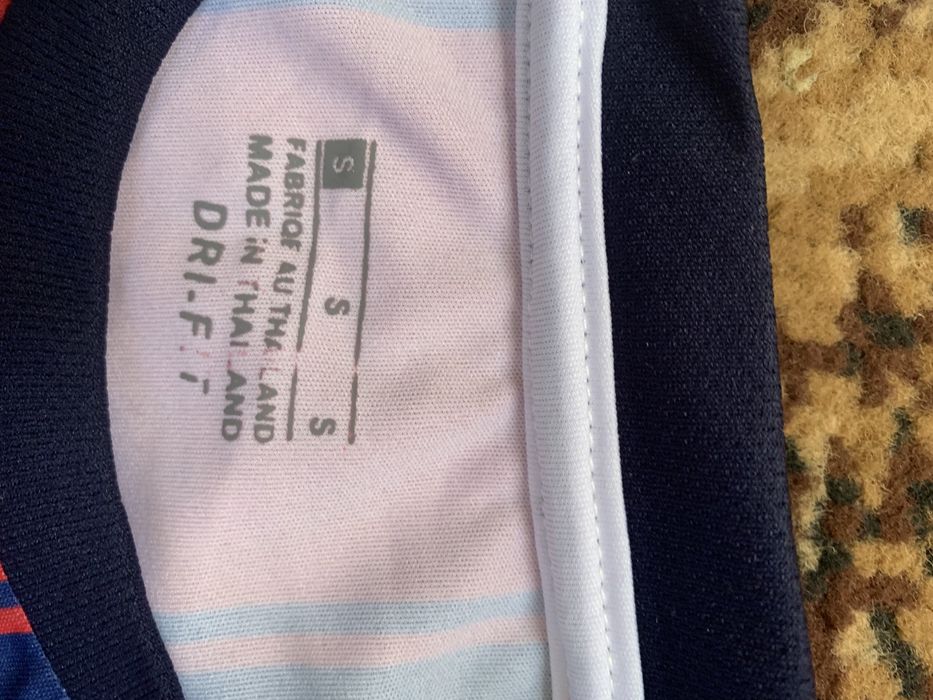 S S S
FABRIQE AU THAILAND
MADE iN THAILAND
DRI-FIT